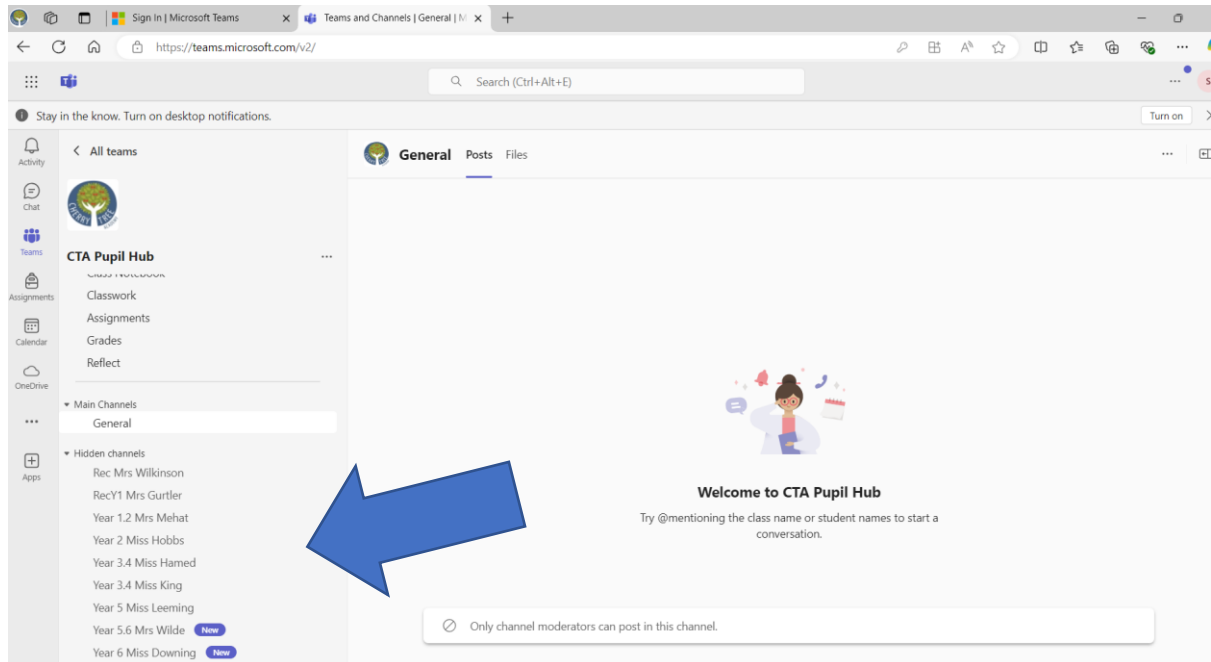 Sign In | Microsoft Teams
Teams and Channels | General | M
https://teams.microsoft.com/v2/
Search (Ctrl+Alt+E)
S
Stay in the know. Turn on desktop notifications.
Turn on
Activity
Chat
Teams
Assignments
Calendar
OneDrive
Apps
All teams
CHERRY TREE
CTA Pupil Hub
Class Notebook
Classwork
Assignments
Grades
Reflect
Main Channels
General
Hidden channels
Rec Mrs Wilkinson
RecY1 Mrs Gurtler
Year 1.2 Mrs Mehat
Year 2 Miss Hobbs
Year 3.4 Miss Hamed
Year 3.4 Miss King
Year 5 Miss Leeming
Year 5.6 Mrs Wilde New
Year 6 Miss Downing New
General Posts Files
Welcome to CTA Pupil Hub
Try @mentioning the class name or student names to start a
conversation.
Only channel moderators can post in this channel.